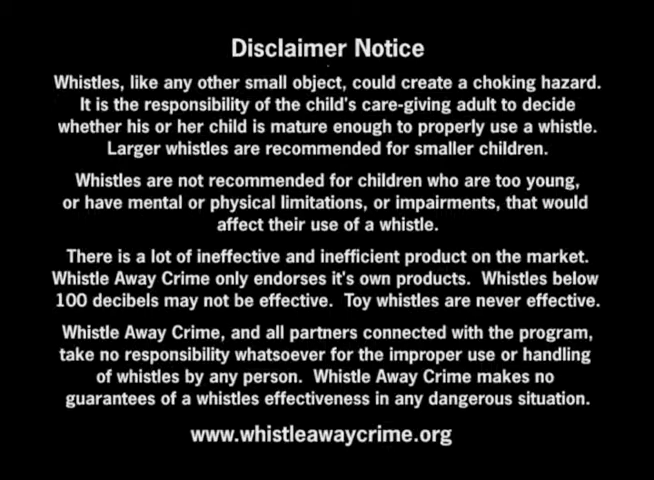 Disclaimer Notice
Whistles, like any other small object, could create a choking hazard.
It is the responsibility of the child's care-giving adult to decide
whether his or her child is mature enough to properly use a whistle.
Larger whistles are recommended for smaller children.
Whistles are not recommended for children who are too young,
or have mental or physical limitations, or impairments, that would
affect their use of a whistle.
There is a lot of ineffective and inefficient product on the market.
Whistle Away Crime only endorses it's own products. Whistles below
100 decibels may not be effective. Toy whistles are never effective.
Whistle Away Crime, and all partners connected with the program,
take no responsibility whatsoever for the improper use or handling
of whistles by any person. Whistle Away Crime makes no
guarantees of a whistles effectiveness in any dangerous situation.
www.whistleawaycrime.org